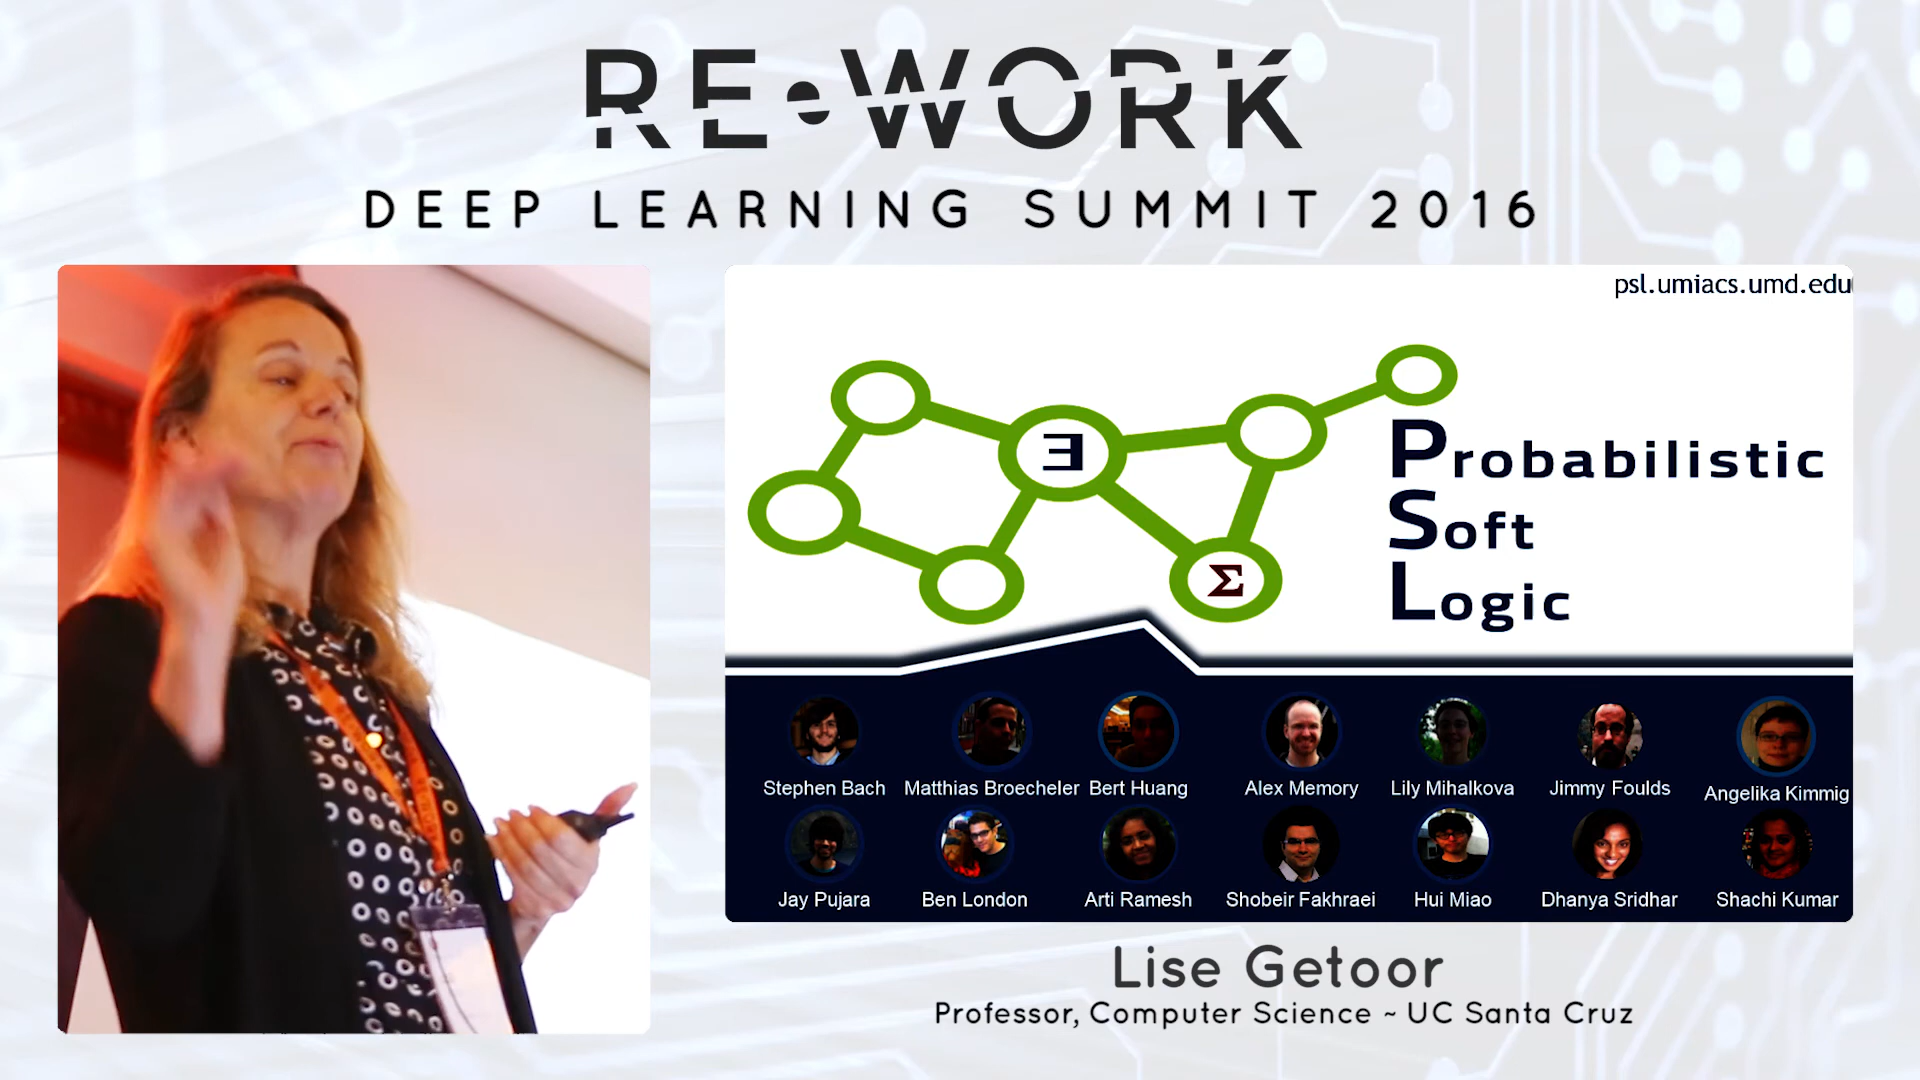 RE•WORK
DEEP LEARNING SUMMIT 2016
psl.umiacs.umd.edu
Ǝ
Σ
Probabilistic
Soft
Logic
Stephen Bach Matthias Broecheler Bert Huang Alex Memory Lily Mihalkova Jimmy Foulds Angelika Kimmig
Jay Pujara Ben London Arti Ramesh Shobeir Fakhraei Hui Miao Dhanya Sridhar Shachi Kumar
Lise Getoor
Professor, Computer Science ~ UC Santa Cruz